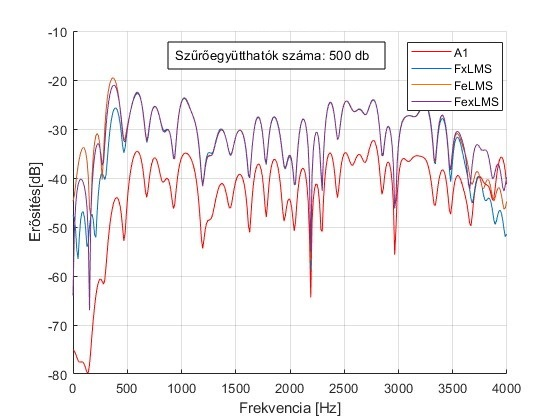 Szűrőegyütthatók száma: 500 db
A1
FxLMS
FeLMS
FexLMS
-10
-20
-30
-40
-50
-60
-70
-80
Erősítés[dB]
0
500
1000
1500
2000
2500
3000
3500
4000
Frekvencia [Hz]